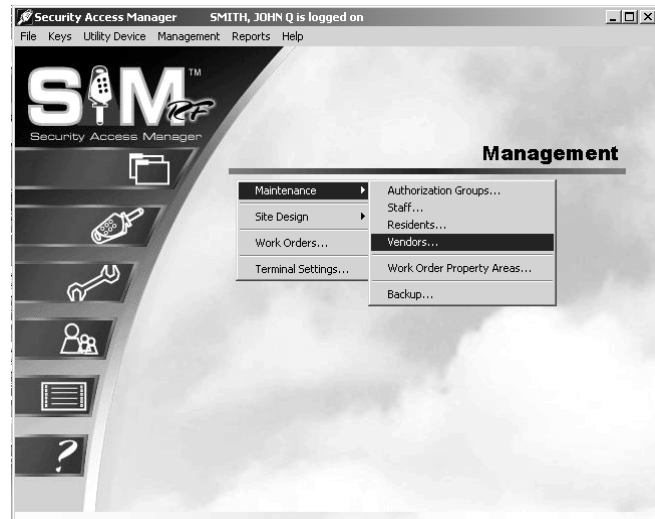 Security Access Manager SMITH, JOHN Q is logged on
File Keys Utility Device Management Reports Help
SAM TM
RF
Security Access Manager
Management
Maintenance
Site Design
Work Orders...
Terminal Settings...
Authorization Groups...
Staff...
Residents...
Vendors...
Work Order Property Areas...
Backup...
?